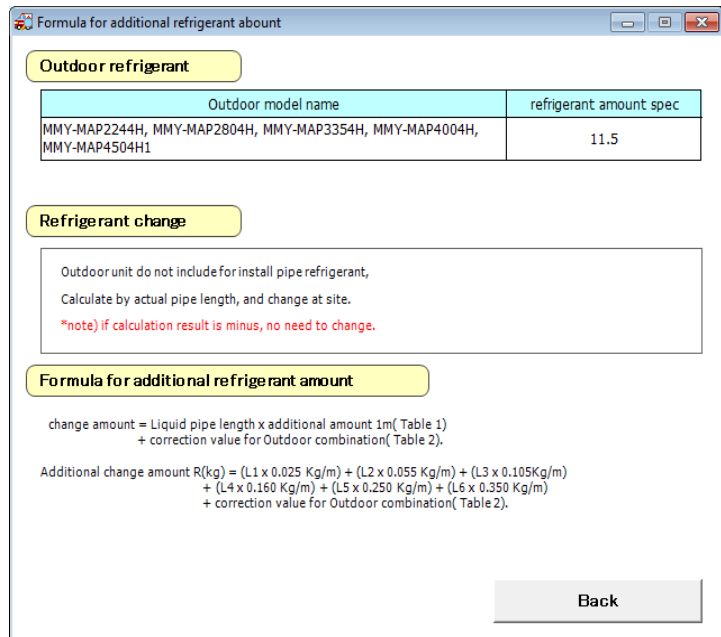 Formula for additional refrigerant abount
Outdoor refrigerant
Outdoor model name
refrigerant amount spec
MMY-MAP2244H, MMY-MAP2804H, MMY-MAP3354H, MMY-MAP4004H,
MMY-MAP4504H1
11.5
Refrigerant change
Outdoor unit do not include for install pipe refrigerant,
Calculate by actual pipe length, and change at site.
*note) if calculation result is minus, no need to change.
Formula for additional refrigerant amount
change amount = Liquid pipe length x additional amount 1m( Table 1)
+ correction value for Outdoor combination( Table 2).
Additional change amount R(kg) = (L1 x 0.025 Kg/m) + (L2 x 0.055 Kg/m) + (L3 x 0.105Kg/m)
+ (L4 x 0.160 Kg/m) + (L5 x 0.250 Kg/m) + (L6 x 0.350 Kg/m)
+ correction value for Outdoor combination( Table 2).
Back